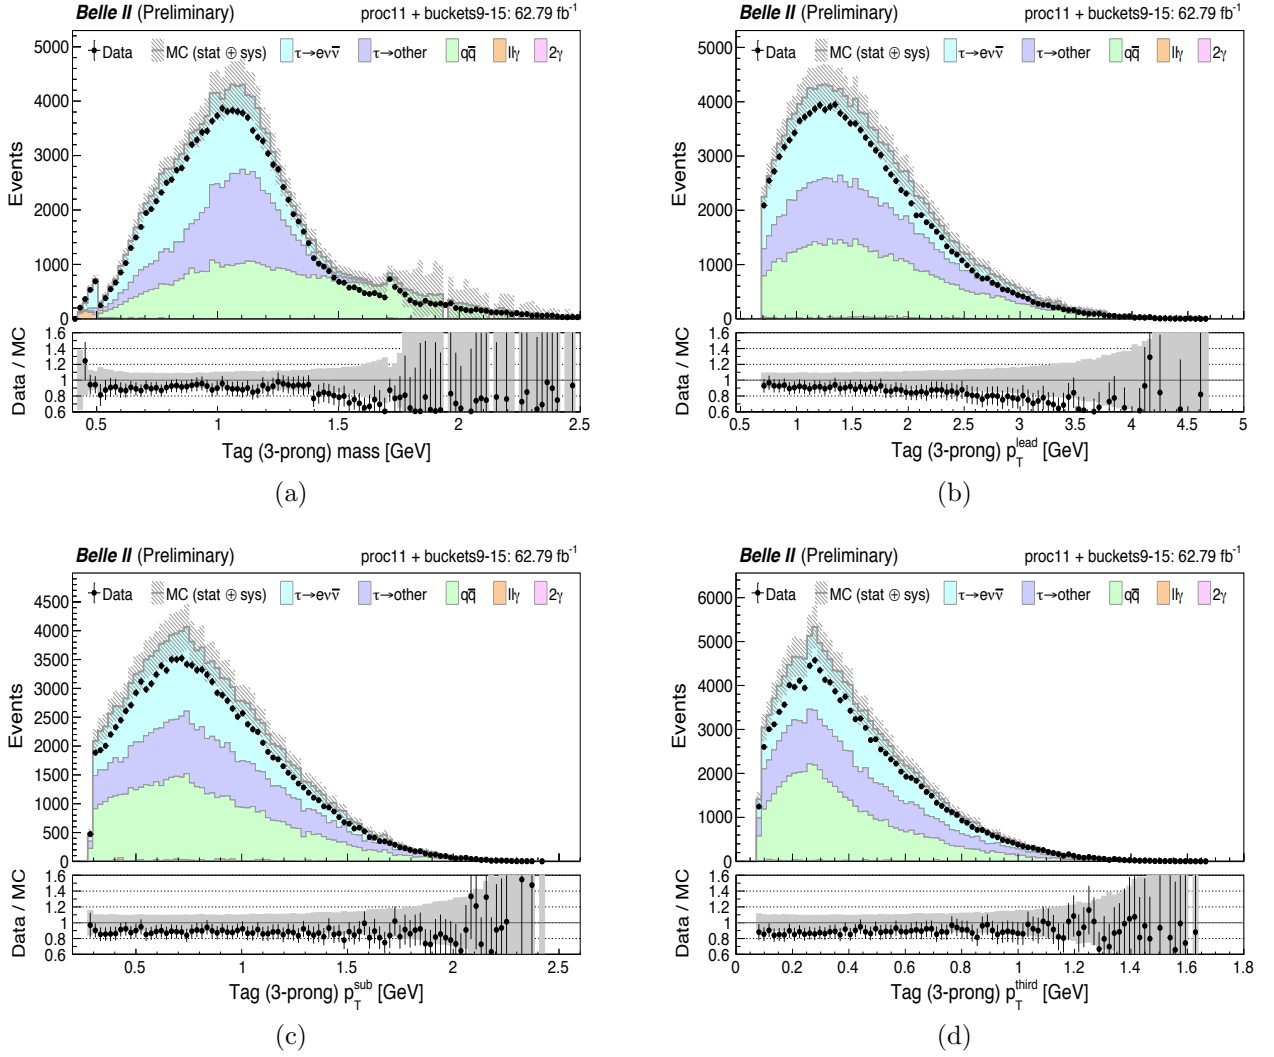 Belle II (Preliminary) proc11 + buckets9-15: 62.79 fb⁻¹
Data MC (stat ⊕ sys) τ→eνν̅ τ→other qq̅ llγ 2γ
Events
5000
4000
3000
2000
1000
0
Data / MC
1.6
1.4
1.2
1
0.8
0.6
0.5 1 1.5 2 2.5
Tag (3-prong) mass [GeV]
(a)
Belle II (Preliminary) proc11 + buckets9-15: 62.79 fb⁻¹
Data MC (stat ⊕ sys) τ→eνν̅ τ→other qq̅ llγ 2γ
Events
5000
4000
3000
2000
1000
0
Data / MC
1.6
1.4
1.2
1
0.8
0.6
0.5 1 1.5 2 2.5 3 3.5 4 4.5 5
Tag (3-prong) p_T^lead [GeV]
(b)
Belle II (Preliminary) proc11 + buckets9-15: 62.79 fb⁻¹
Data MC (stat ⊕ sys) τ→eνν̅ τ→other qq̅ llγ 2γ
Events
4500
4000
3500
3000
2500
2000
1500
1000
500
0
Data / MC
1.6
1.4
1.2
1
0.8
0.6
0.5 1 1.5 2 2.5
Tag (3-prong) p_T^sub [GeV]
(c)
Belle II (Preliminary) proc11 + buckets9-15: 62.79 fb⁻¹
Data MC (stat ⊕ sys) τ→eνν̅ τ→other qq̅ llγ 2γ
Events
6000
5000
4000
3000
2000
1000
0
Data / MC
1.6
1.4
1.2
1
0.8
0.6
0 0.2 0.4 0.6 0.8 1 1.2 1.4 1.6 1.8
Tag (3-prong) p_T^third [GeV]
(d)